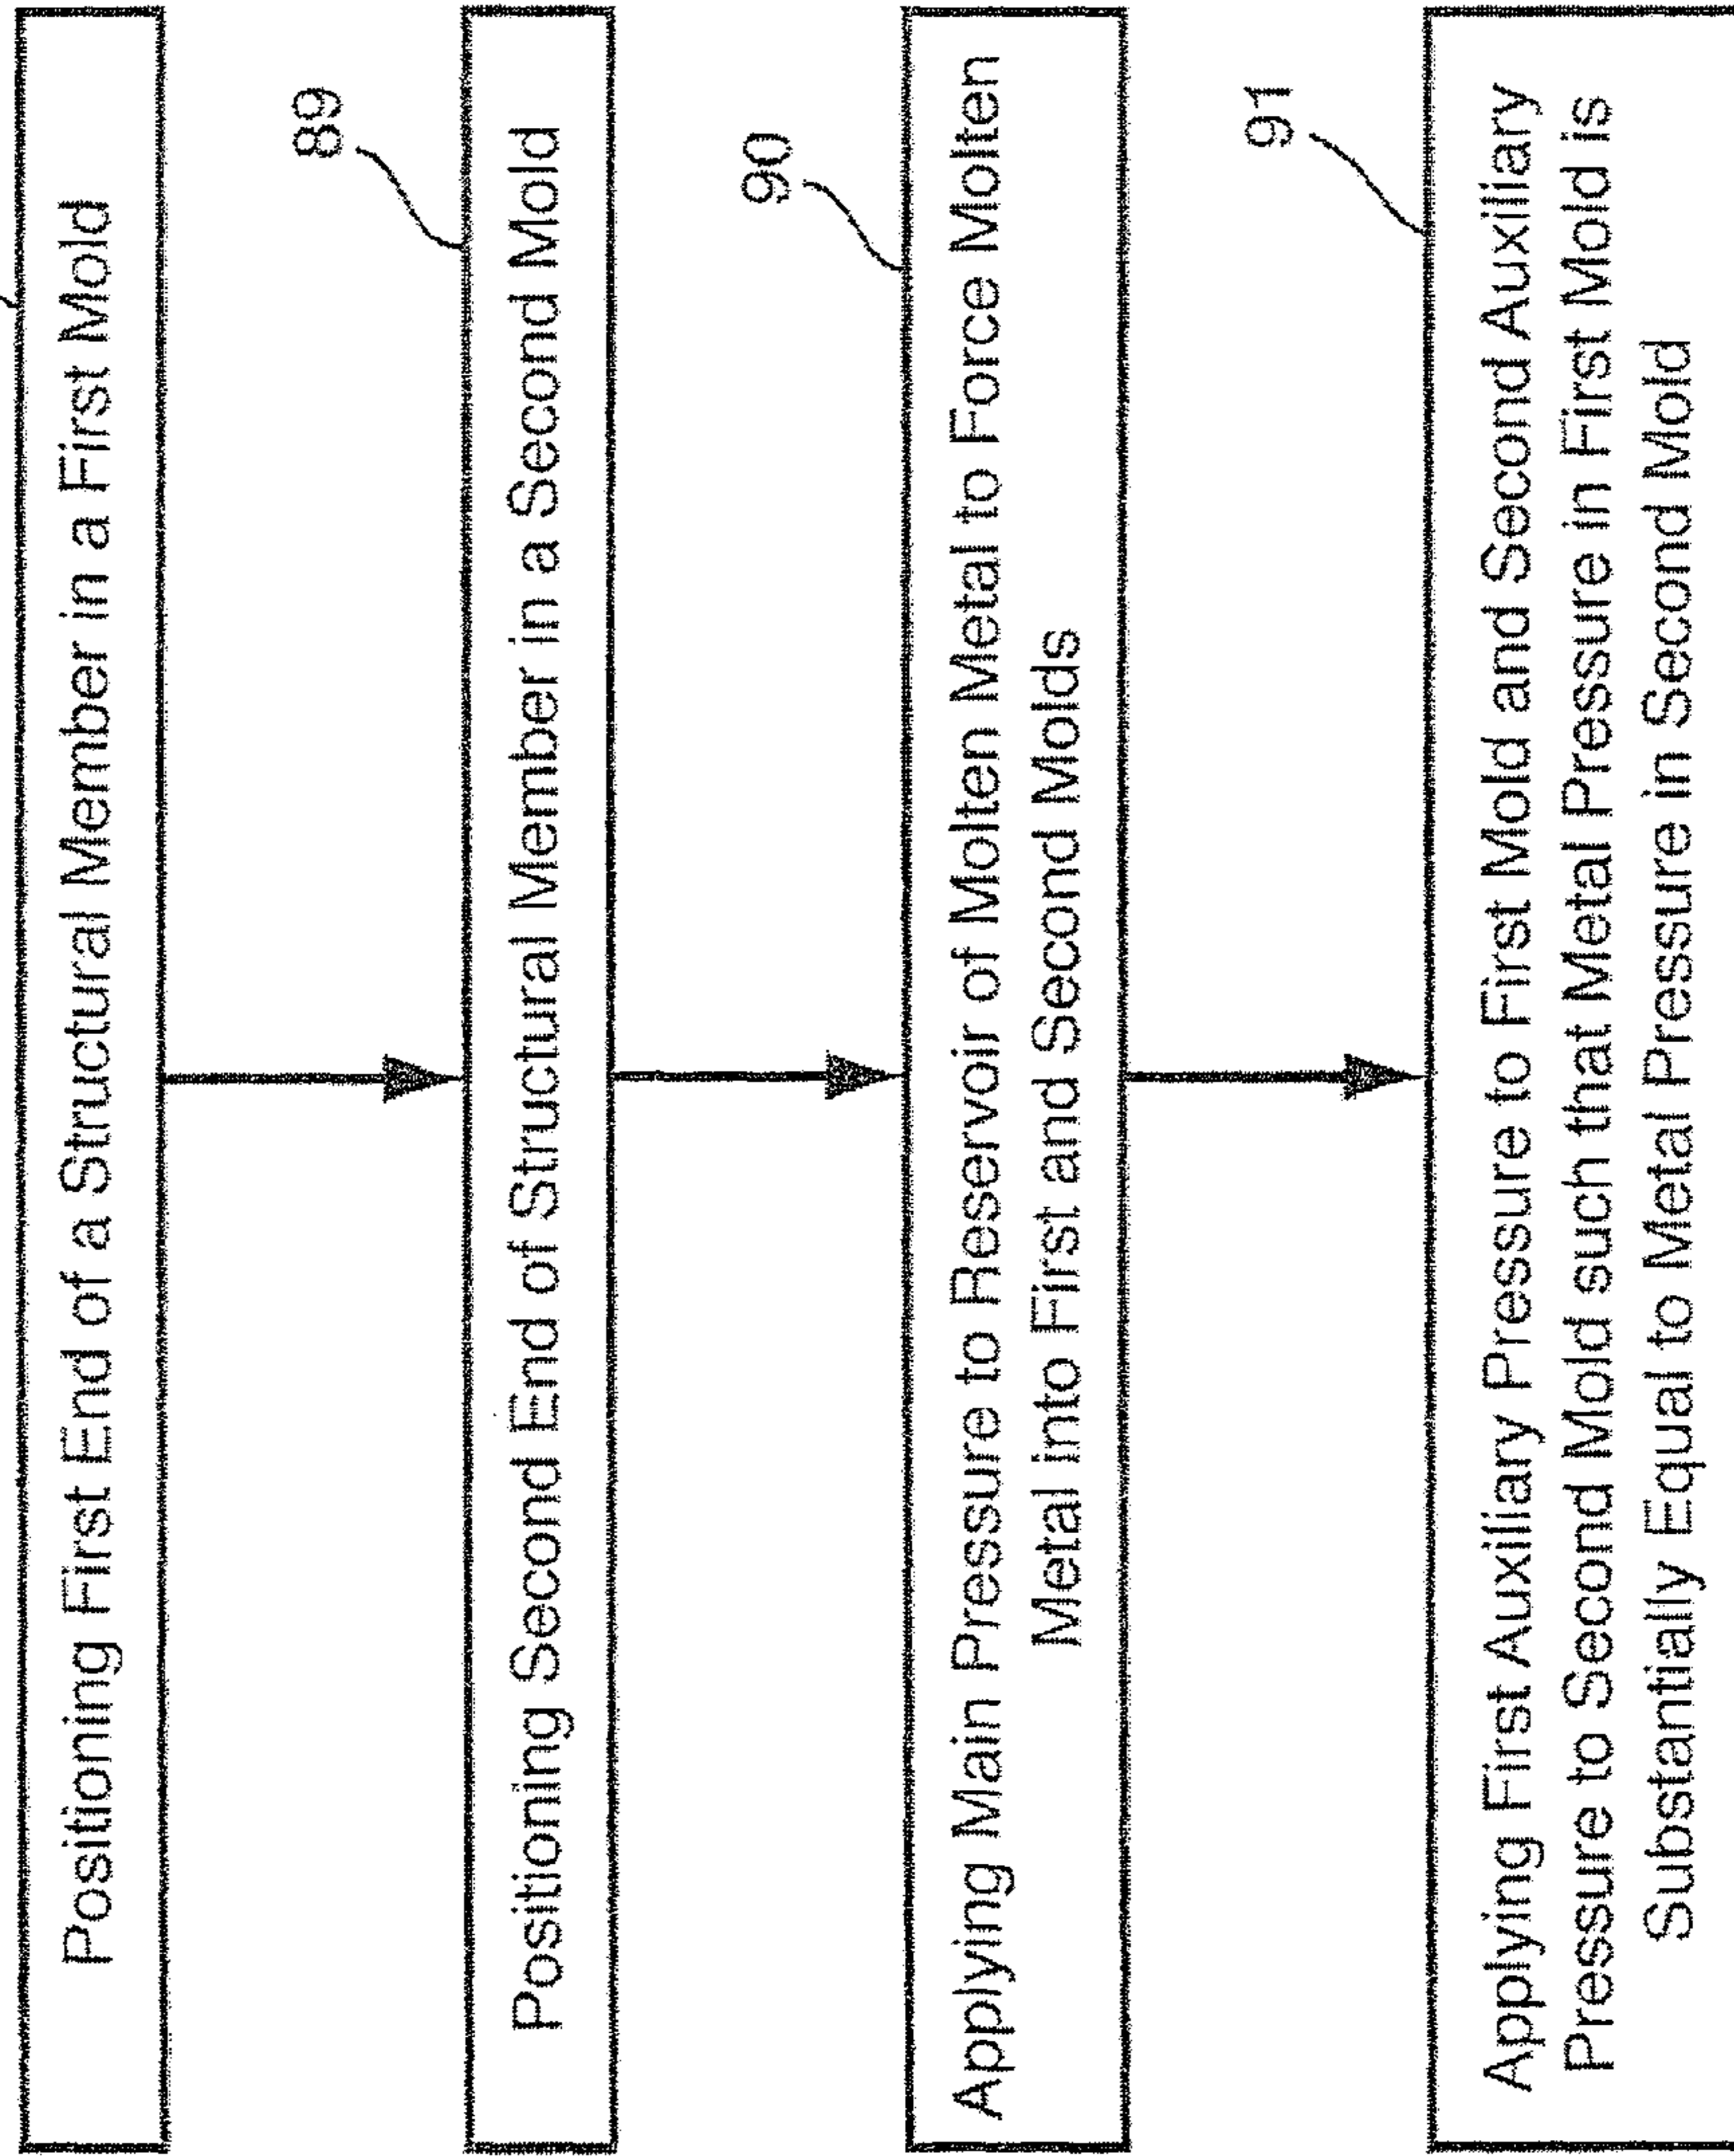 Positioning First End of a Structural Member in a First Mold
89
Positioning Second End of Structural Member in a Second Mold
90
Applying Main Pressure to Reservoir of Molten Metal to Force Molten
Metal into First and Second Molds
91
Applying First Auxiliary Pressure to First Mold and Second Auxiliary
Pressure to Second Mold such that Metal Pressure in First Mold is
Substantially Equal to Metal Pressure in Second Mold